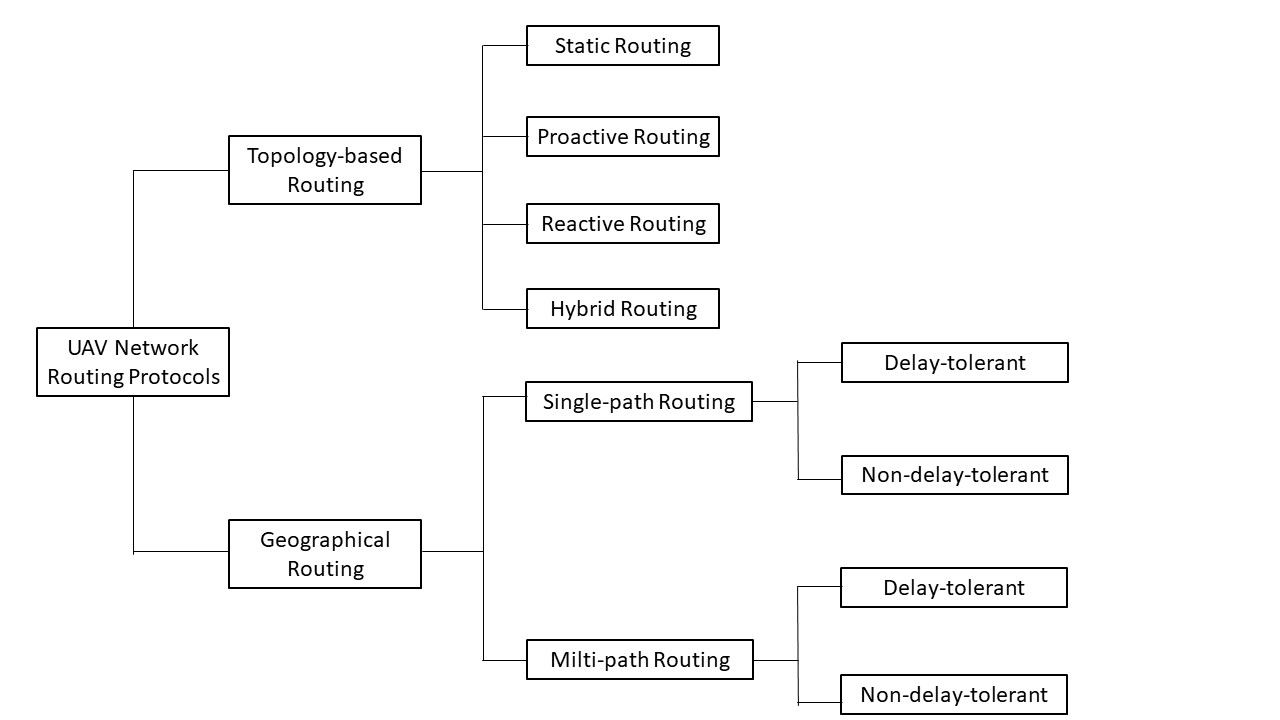 Static Routing
Topology-based
Routing
Proactive Routing
Reactive Routing
Hybrid Routing
UAV Network
Routing Protocols
Single-path Routing
Delay-tolerant
Non-delay-tolerant
Geographical
Routing
Milti-path Routing
Delay-tolerant
Non-delay-tolerant